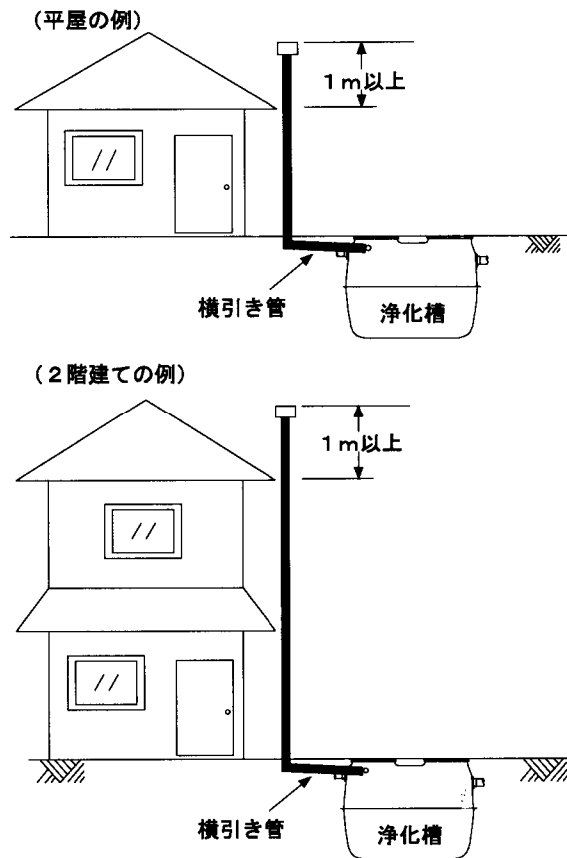 (平屋の例)
1m以上
横引き管
浄化槽
(2階建ての例)
1m以上
横引き管
浄化槽